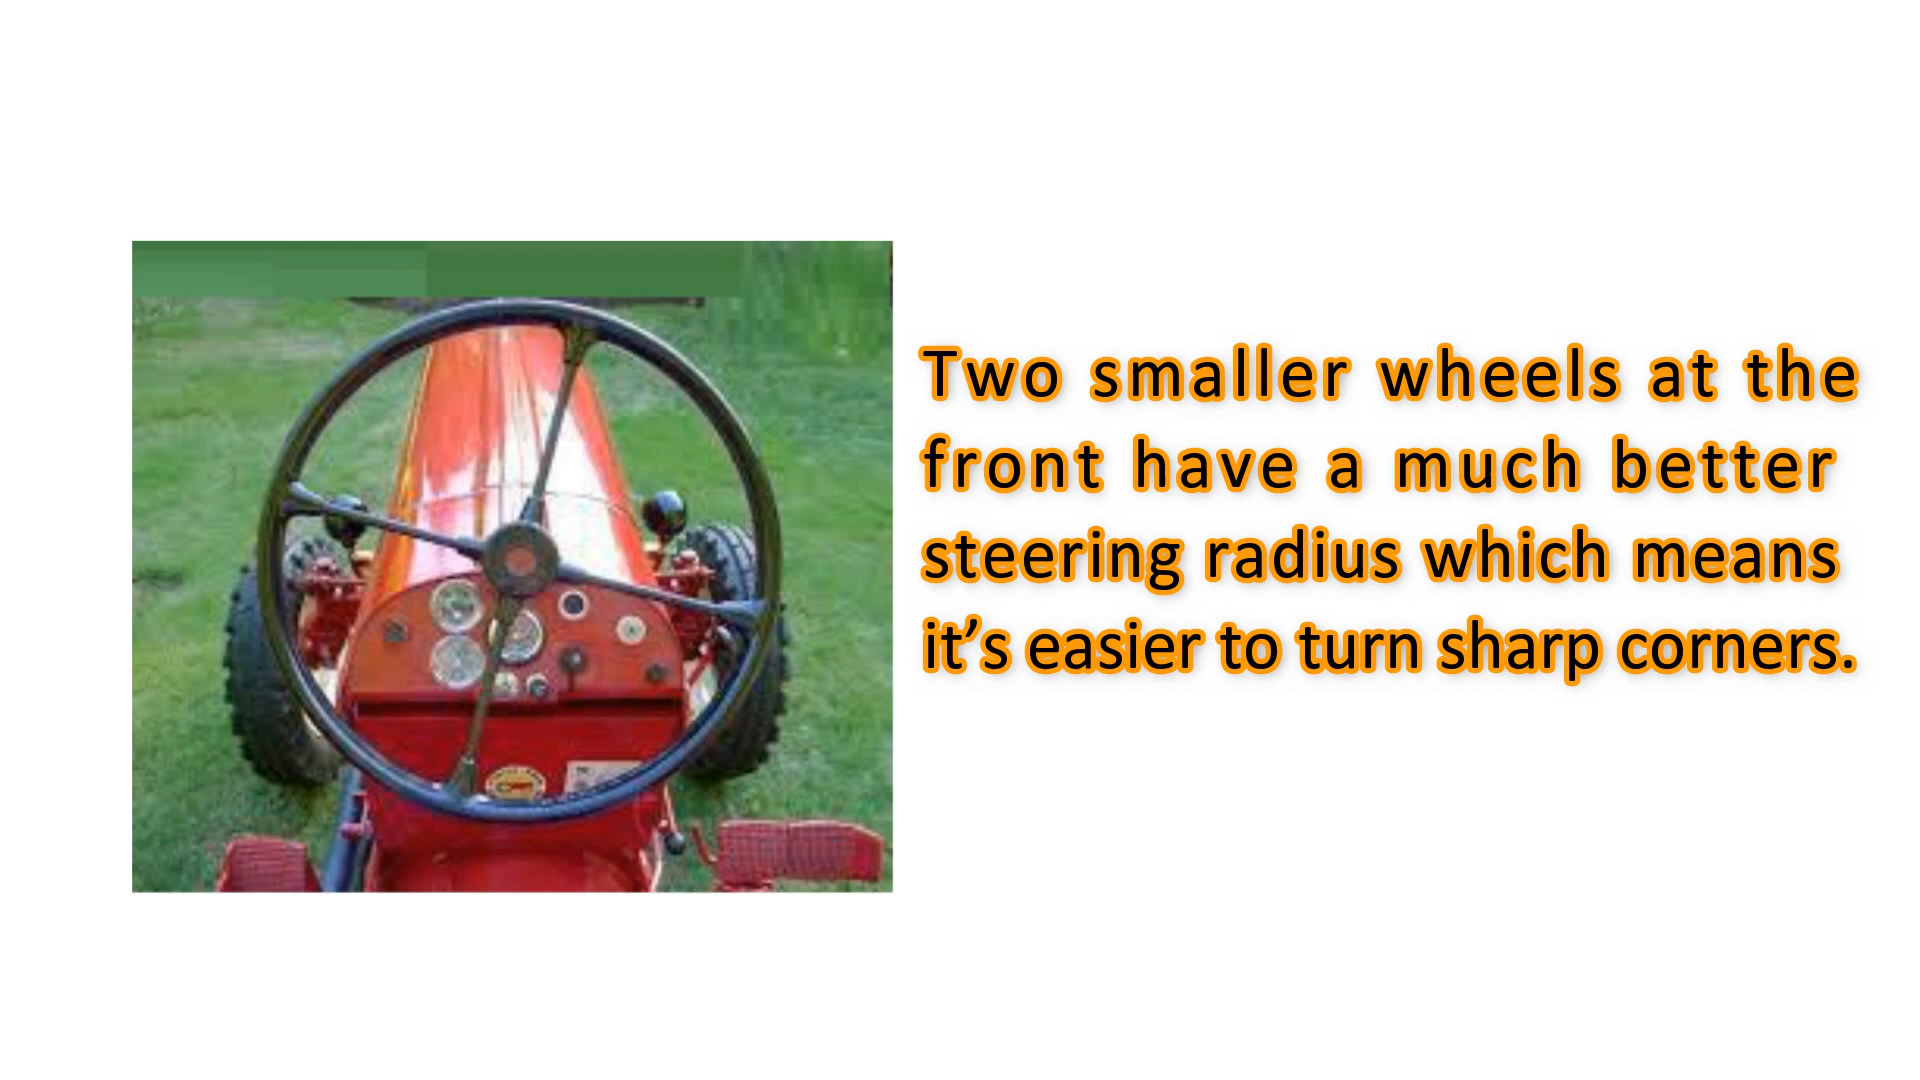 Two smaller wheels at the
front have a much better
steering radius which means
it’s easier to turn sharp corners.